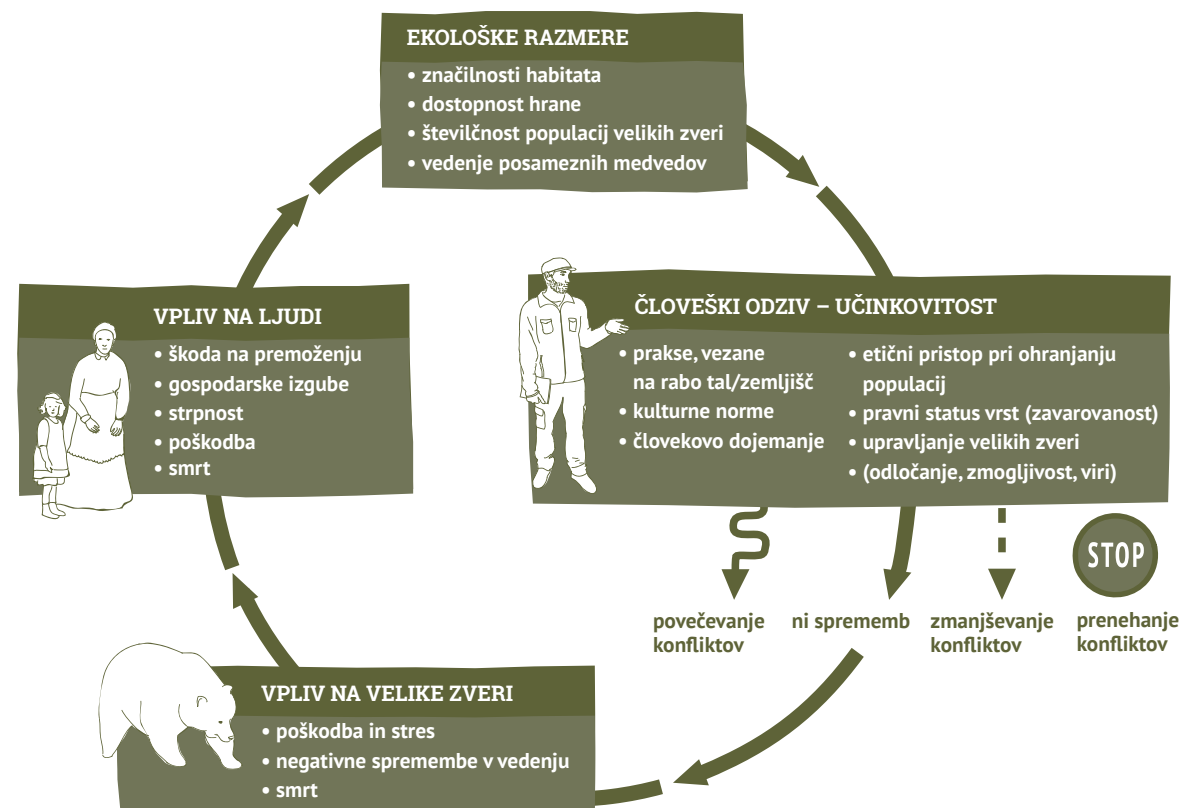 EKOLOŠKE RAZMERE
• značilnosti habitata
• dostopnost hrane
• številčnost populacij velikih zveri
• vedenje posameznih medvedov
ČLOVEŠKI ODZIV – UČINKOVITOST
• prakse, vezane
na rabo tal/zemljišč
• kulturne norme
• človekovo dojemanje
• etični pristop pri ohranjanju
populacij
• pravni status vrst (zavarovanost)
• upravljanje velikih zveri
• (odločanje, zmogljivost, viri)
STOP
povečevanje
konfliktov
ni sprememb
zmanjševanje
konfliktov
prenehanje
konfliktov
VPLIV NA VELIKE ZVERI
• poškodba in stres
• negativne spremembe v vedenju
• smrt
VPLIV NA LJUDI
• škoda na premoženju
• gospodarske izgube
• strpnost
• poškodba
• smrt